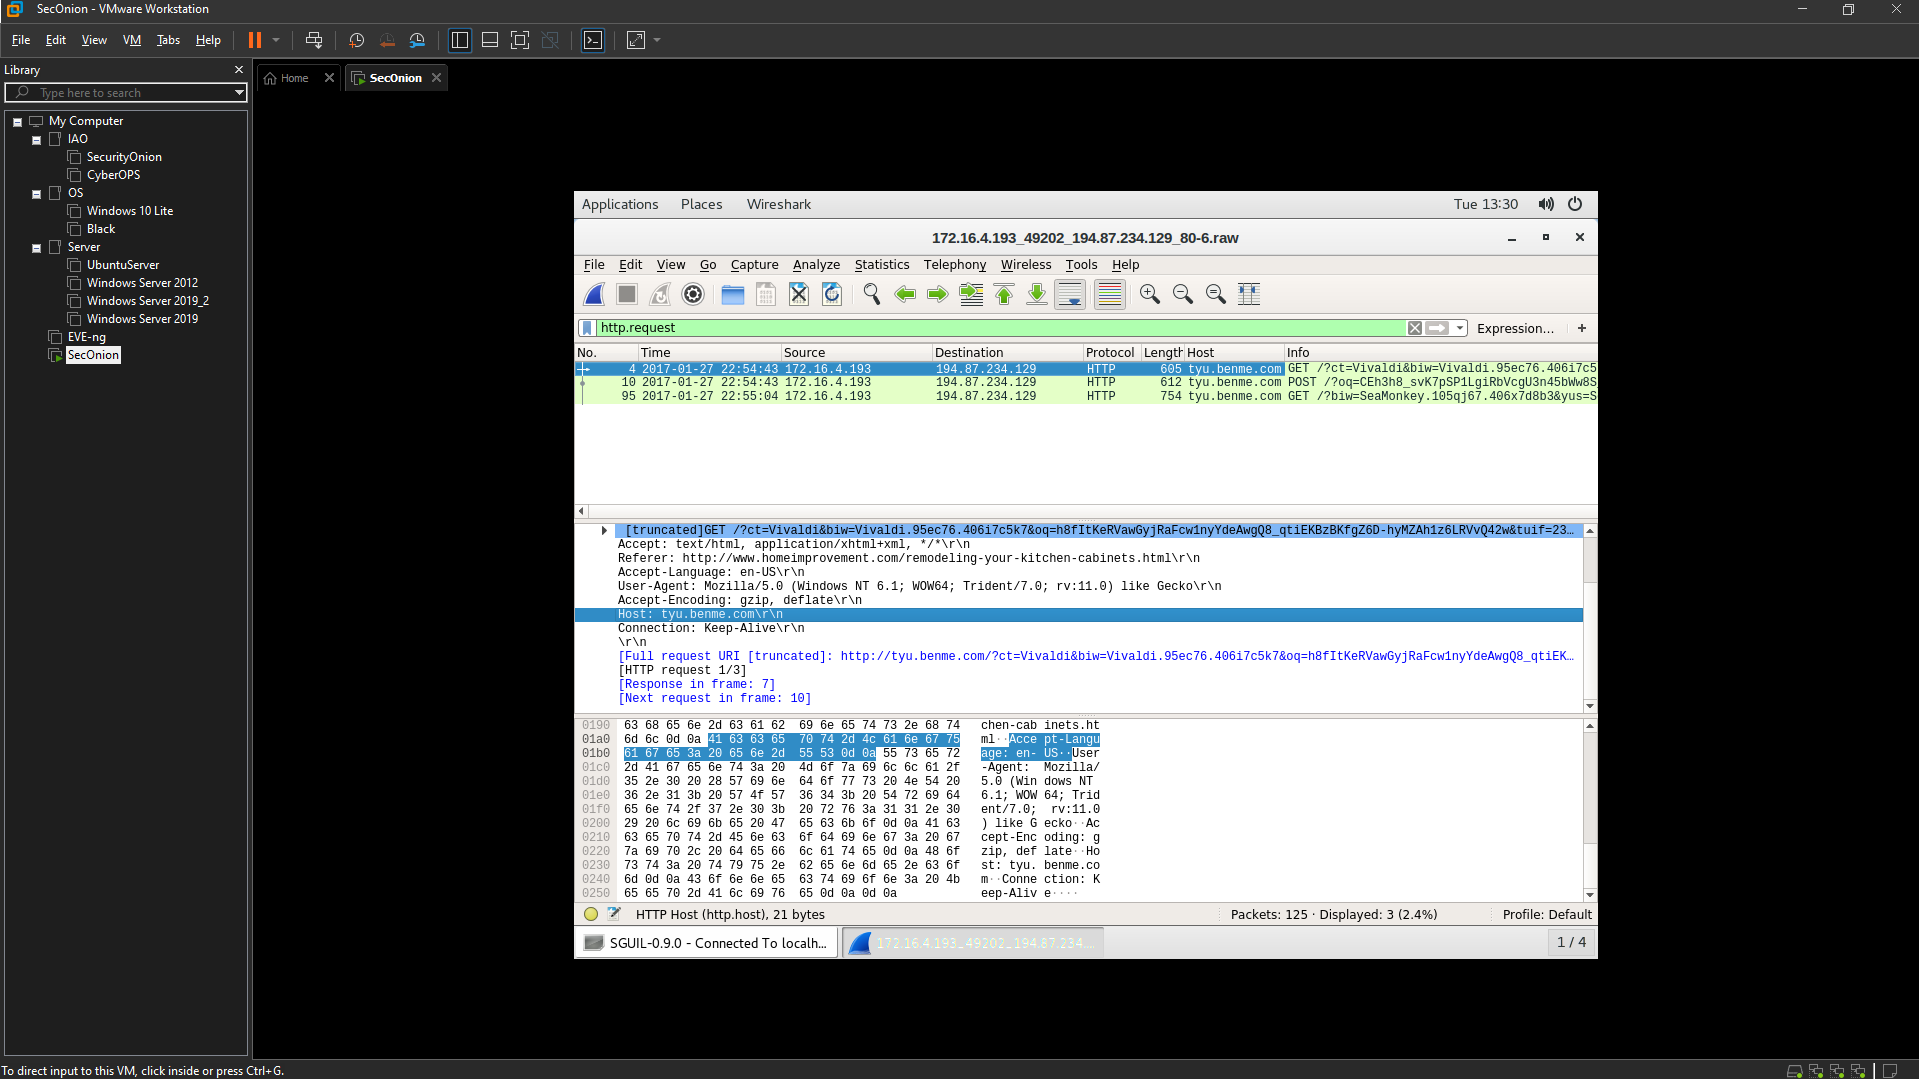 SecOnion - VMware Workstation
File Edit View VM Tabs Help
Library
Home
SecOnion
Type here to search
My Computer
IAO
SecurityOnion
CyberOPS
OS
Windows 10 Lite
Black
Server
UbuntuServer
Windows Server 2012
Windows Server 2019_2
Windows Server 2019
EVE-ng
SecOnion
Applications Places Wireshark Tue 13:30
172.16.4.193_49202_194.87.234.129_80-6.raw
File Edit View Go Capture Analyze Statistics Telephony Wireless Tools Help
http.request Expression… +
No. Time Source Destination Protocol Length Host Info
4 2017-01-27 22:54:43 172.16.4.193 194.87.234.129 HTTP 605 tyu.benme.com GET /?ct=Vivaldi&biw=Vivaldi.95ec76.406i7c5
10 2017-01-27 22:54:43 172.16.4.193 194.87.234.129 HTTP 612 tyu.benme.com POST /?oq=CEh3h8_svK7pSP1LgiRbVcgU3n45bWw8S
95 2017-01-27 22:55:04 172.16.4.193 194.87.234.129 HTTP 754 tyu.benme.com GET /?biw=SeaMonkey.105qj67.406x7d8b3&yus=S
[truncated]GET /?ct=Vivaldi&biw=Vivaldi.95ec76.406i7c5k7&oq=h8fItKeRVawGyjRaFcw1nyYdeAwgQ8_qtiEKBzBKfgZ6D-hyMZAh1z6LRVvQ42w&tuif=23…
Accept: text/html, application/xhtml+xml, */*\r\n
Referer: http://www.homeimprovement.com/remodeling-your-kitchen-cabinets.html\r\n
Accept-Language: en-US\r\n
User-Agent: Mozilla/5.0 (Windows NT 6.1; WOW64; Trident/7.0; rv:11.0) like Gecko\r\n
Accept-Encoding: gzip, deflate\r\n
Host: tyu.benme.com\r\n
Connection: Keep-Alive\r\n
\r\n
[Full request URI [truncated]: http://tyu.benme.com/?ct=Vivaldi&biw=Vivaldi.95ec76.406i7c5k7&oq=h8fItKeRVawGyjRaFcw1nyYdeAwgQ8_qtiEK…
[HTTP request 1/3]
[Response in frame: 7]
[Next request in frame: 10]
0190 63 68 65 6e 2d 63 61 62 69 6e 65 74 73 2e 68 74 chen-cab inets.ht
01a0 6d 6c 0d 0a 41 63 63 65 70 74 2d 4c 61 6e 67 75 ml··Acce pt-Langu
01b0 61 67 65 3a 20 65 6e 2d 55 53 0d 0a 55 73 65 72 age: en- US··User
01c0 2d 41 67 65 6e 74 3a 20 4d 6f 7a 69 6c 6c 61 2f -Agent: Mozilla/
01d0 35 2e 30 20 28 57 69 6e 64 6f 77 73 20 4e 54 20 5.0 (Win dows NT
01e0 36 2e 31 3b 20 57 4f 57 36 34 3b 20 54 72 69 64 6.1; WOW 64; Trid
01f0 65 6e 74 2f 37 2e 30 3b 20 72 76 3a 31 31 2e 30 ent/7.0; rv:11.0
0200 29 20 6c 69 6b 65 20 47 65 63 6b 6f 0d 0a 41 63 ) like G ecko··Ac
0210 63 65 70 74 2d 45 6e 63 6f 64 69 6e 67 3a 20 67 cept-Enc oding: g
0220 7a 69 70 2c 20 64 65 66 6c 61 74 65 0d 0a 48 6f zip, def late··Ho
0230 73 74 3a 20 74 79 75 2e 62 65 6e 6d 65 2e 63 6f st: tyu. benme.co
0240 6d 0d 0a 43 6f 6e 6e 65 63 74 69 6f 6e 3a 20 4b m··Conne ction: K
0250 65 65 70 2d 41 6c 69 76 65 0d 0a 0d 0a eep-Aliv e····
HTTP Host (http.host), 21 bytes Packets: 125 · Displayed: 3 (2.4%) Profile: Default
SGUIL-0.9.0 - Connected To localh... 172.16.4.193_49202_194.87.234... 1 / 4
To direct input to this VM, click inside or press Ctrl+G.